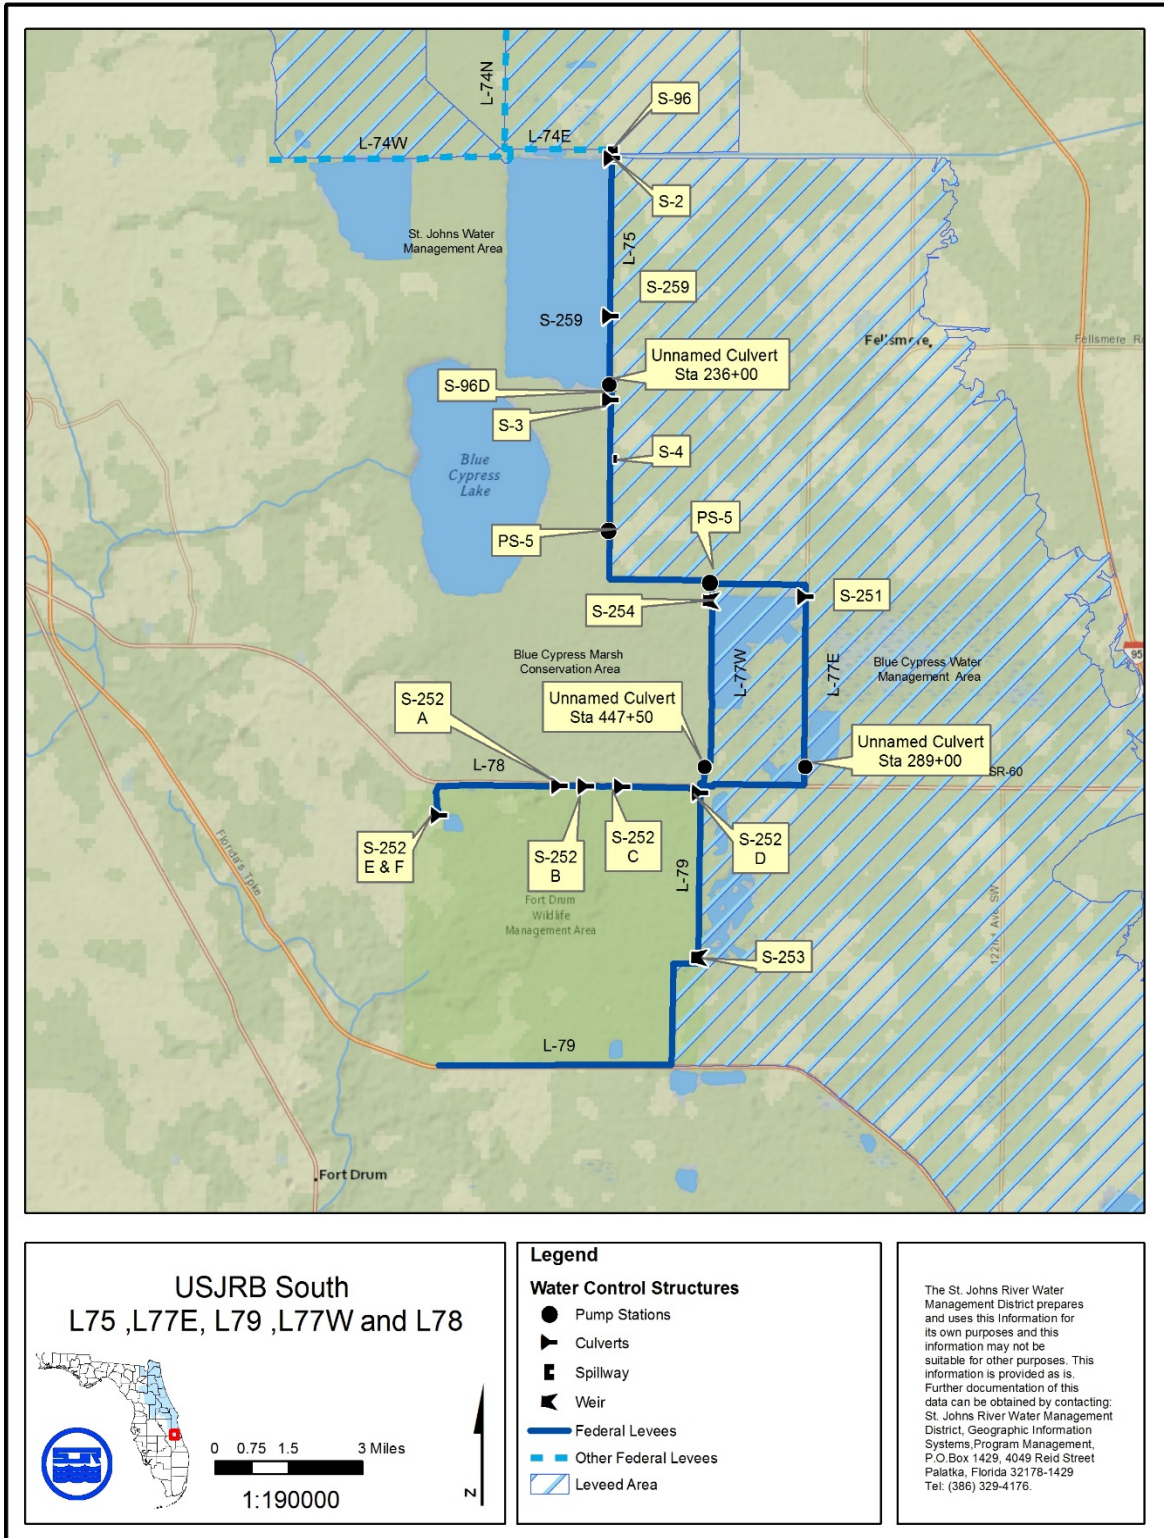 S-96
L-74N
L-74E
L-74W
S-2
St. Johns Water
Management Area
L-75
S-259
S-259
Fellsmere
Fellsmere R
Unnamed Culvert
Sta 236+00
S-96D
S-3
S-4
Blue
Cypress
Lake
PS-5
PS-5
S-254
S-251
95
Blue Cypress Marsh
Conservation Area
L-77W
L-77E
Blue Cypress Water
Management Area
S-252
A
Unnamed Culvert
Sta 447+50
Unnamed Culvert
Sta 289+00
L-78
SR-60
Florida's Tpke
S-252
E & F
S-252
B
S-252
C
S-252
D
L-79
122nd Ave SW
Fort Drum
Wildlife
Management Area
S-253
L-79
Fort Drum
USJRB South
L75 ,L77E, L79 ,L77W and L78
SJR
0 0.75 1.5 3 Miles
1:190000
N
Legend
Water Control Structures
Pump Stations
Culverts
Spillway
Weir
Federal Levees
Other Federal Levees
Leveed Area
The St. Johns River Water
Management District prepares
and uses this Information for
its own purposes and this
information may not be
suitable for other purposes. This
information is provided as is.
Further documentation of this
data can be obtained by contacting:
St. Johns River Water Management
District, Geographic Information
Systems,Program Management,
P.O.Box 1429, 4049 Reid Street
Palatka, Florida 32178-1429
Tel: (386) 329-4176.